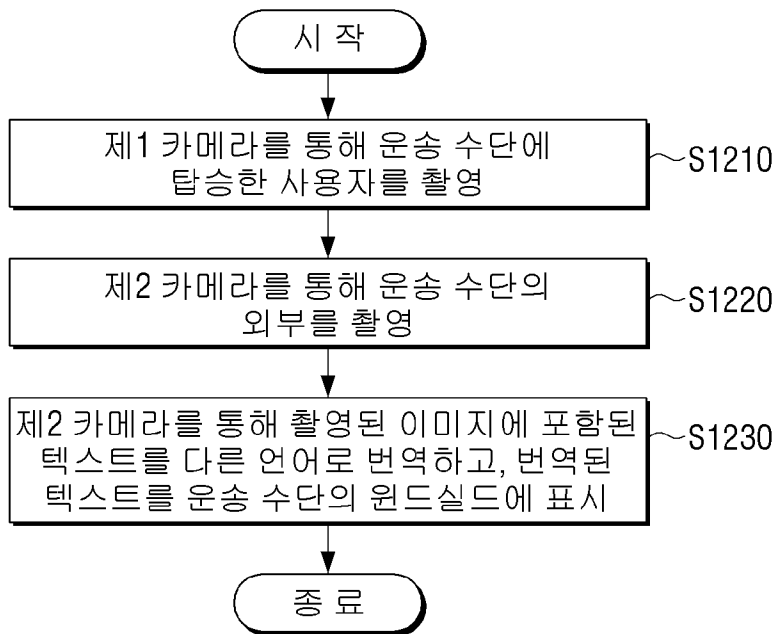 시 작
제1 카메라를 통해 운송 수단에
탑승한 사용자를 촬영
S1210
제2 카메라를 통해 운송 수단의
외부를 촬영
S1220
제2 카메라를 통해 촬영된 이미지에 포함된
텍스트를 다른 언어로 번역하고, 번역된
텍스트를 운송 수단의 윈드실드에 표시
S1230
종 료